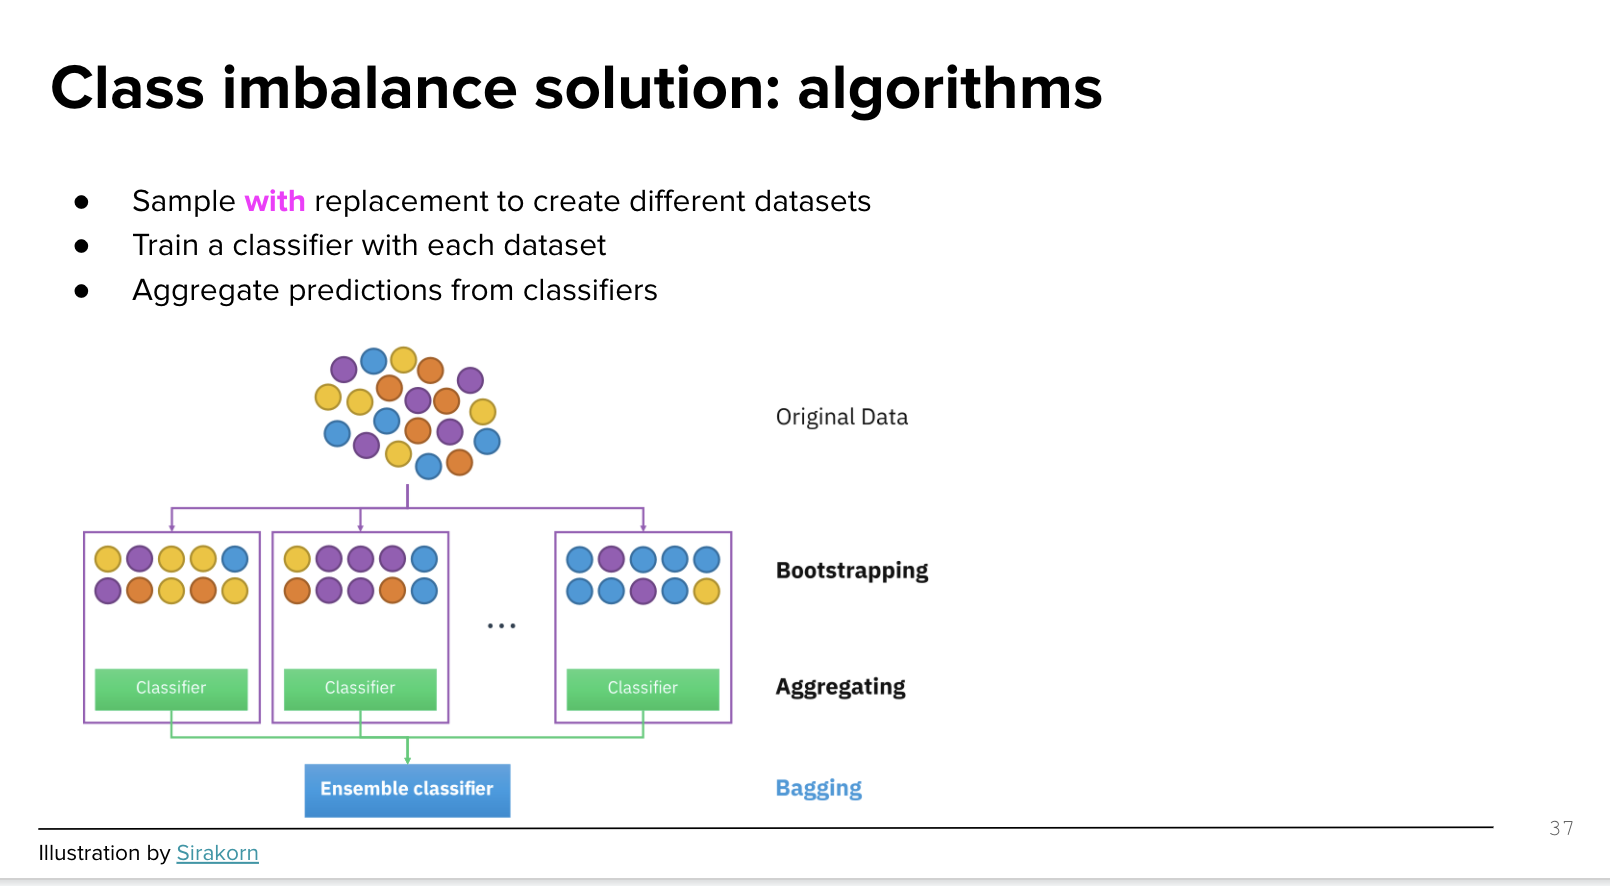 Class imbalance solution: algorithms
● Sample with replacement to create different datasets
● Train a classifier with each dataset
● Aggregate predictions from classifiers
Original Data
Bootstrapping
...
Classifier Classifier Classifier
Aggregating
Ensemble classifier
Bagging
37
Illustration by Sirakorn